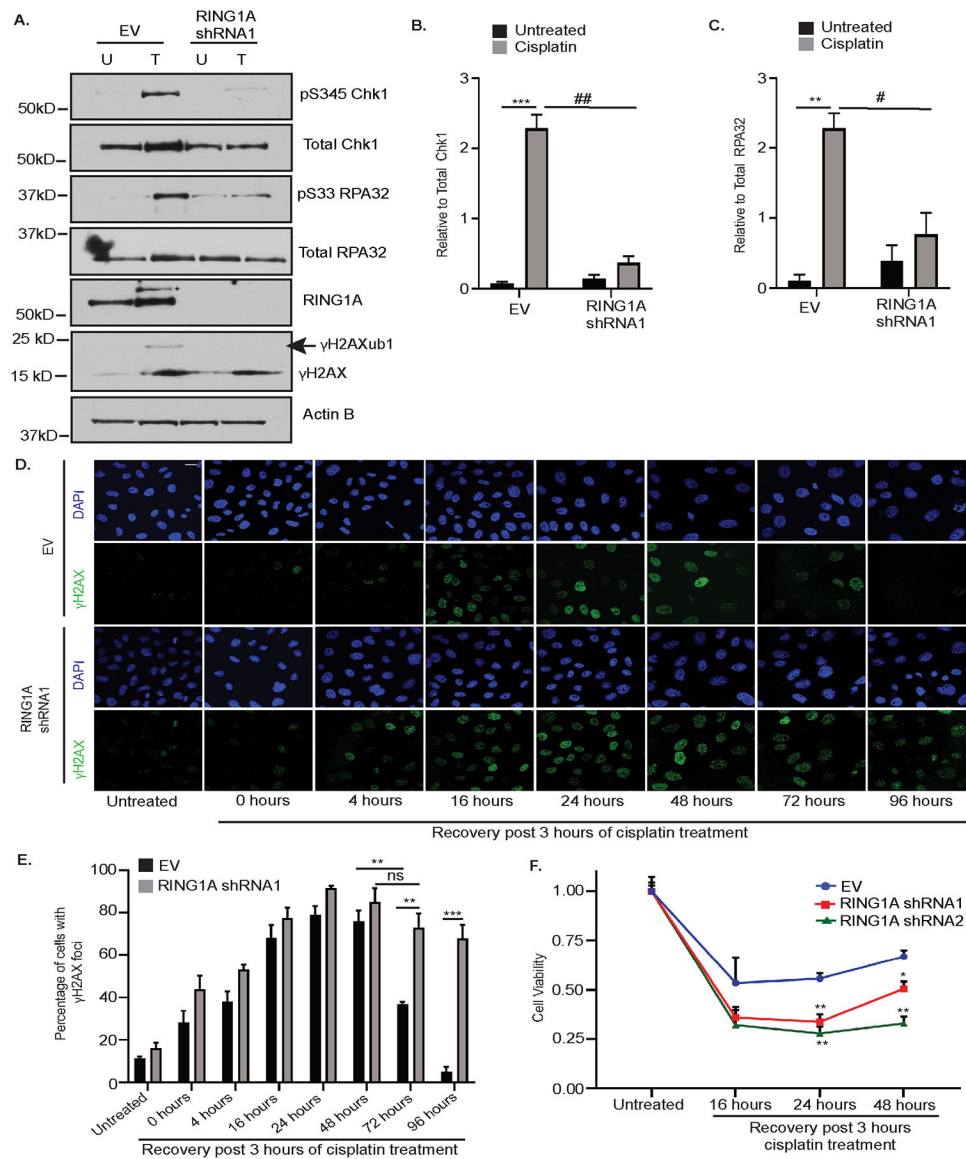 A.
EV
RING1A
shRNA1
U T U T
pS345 Chk1
50kD
Total Chk1
50kD
pS33 RPA32
37kD
37kD
Total RPA32
*
RING1A
50kD
25 kD
γH2AXub1
15 kD
γH2AX
Actin B
37kD
B.
Untreated
Cisplatin
Relative to Total Chk1
3
2
1
0
***
##
EV
RING1A
shRNA1
C.
Untreated
Cisplatin
Relative to Total RPA32
3
2
1
0
**
#
EV
RING1A
shRNA1
D.
EV
DAPI
γH2AX
RING1A
shRNA1
DAPI
γH2AX
Untreated 0 hours 4 hours 16 hours 24 hours 48 hours 72 hours 96 hours
Recovery post 3 hours of cisplatin treatment
E.
EV
RING1A shRNA1
Percentage of cells with
γH2AX foci
100
80
60
40
20
0
**
ns
**
***
Untreated 0 hours 4 hours 16 hours 24 hours 48 hours 72 hours 96 hours
Recovery post 3 hours of cisplatin treatment
F.
EV
RING1A shRNA1
RING1A shRNA2
Cell Viability
1.00
0.75
0.50
0.25
0.00
**
**
*
**
Untreated 16 hours 24 hours 48 hours
Recovery post 3 hours
cisplatin treatment